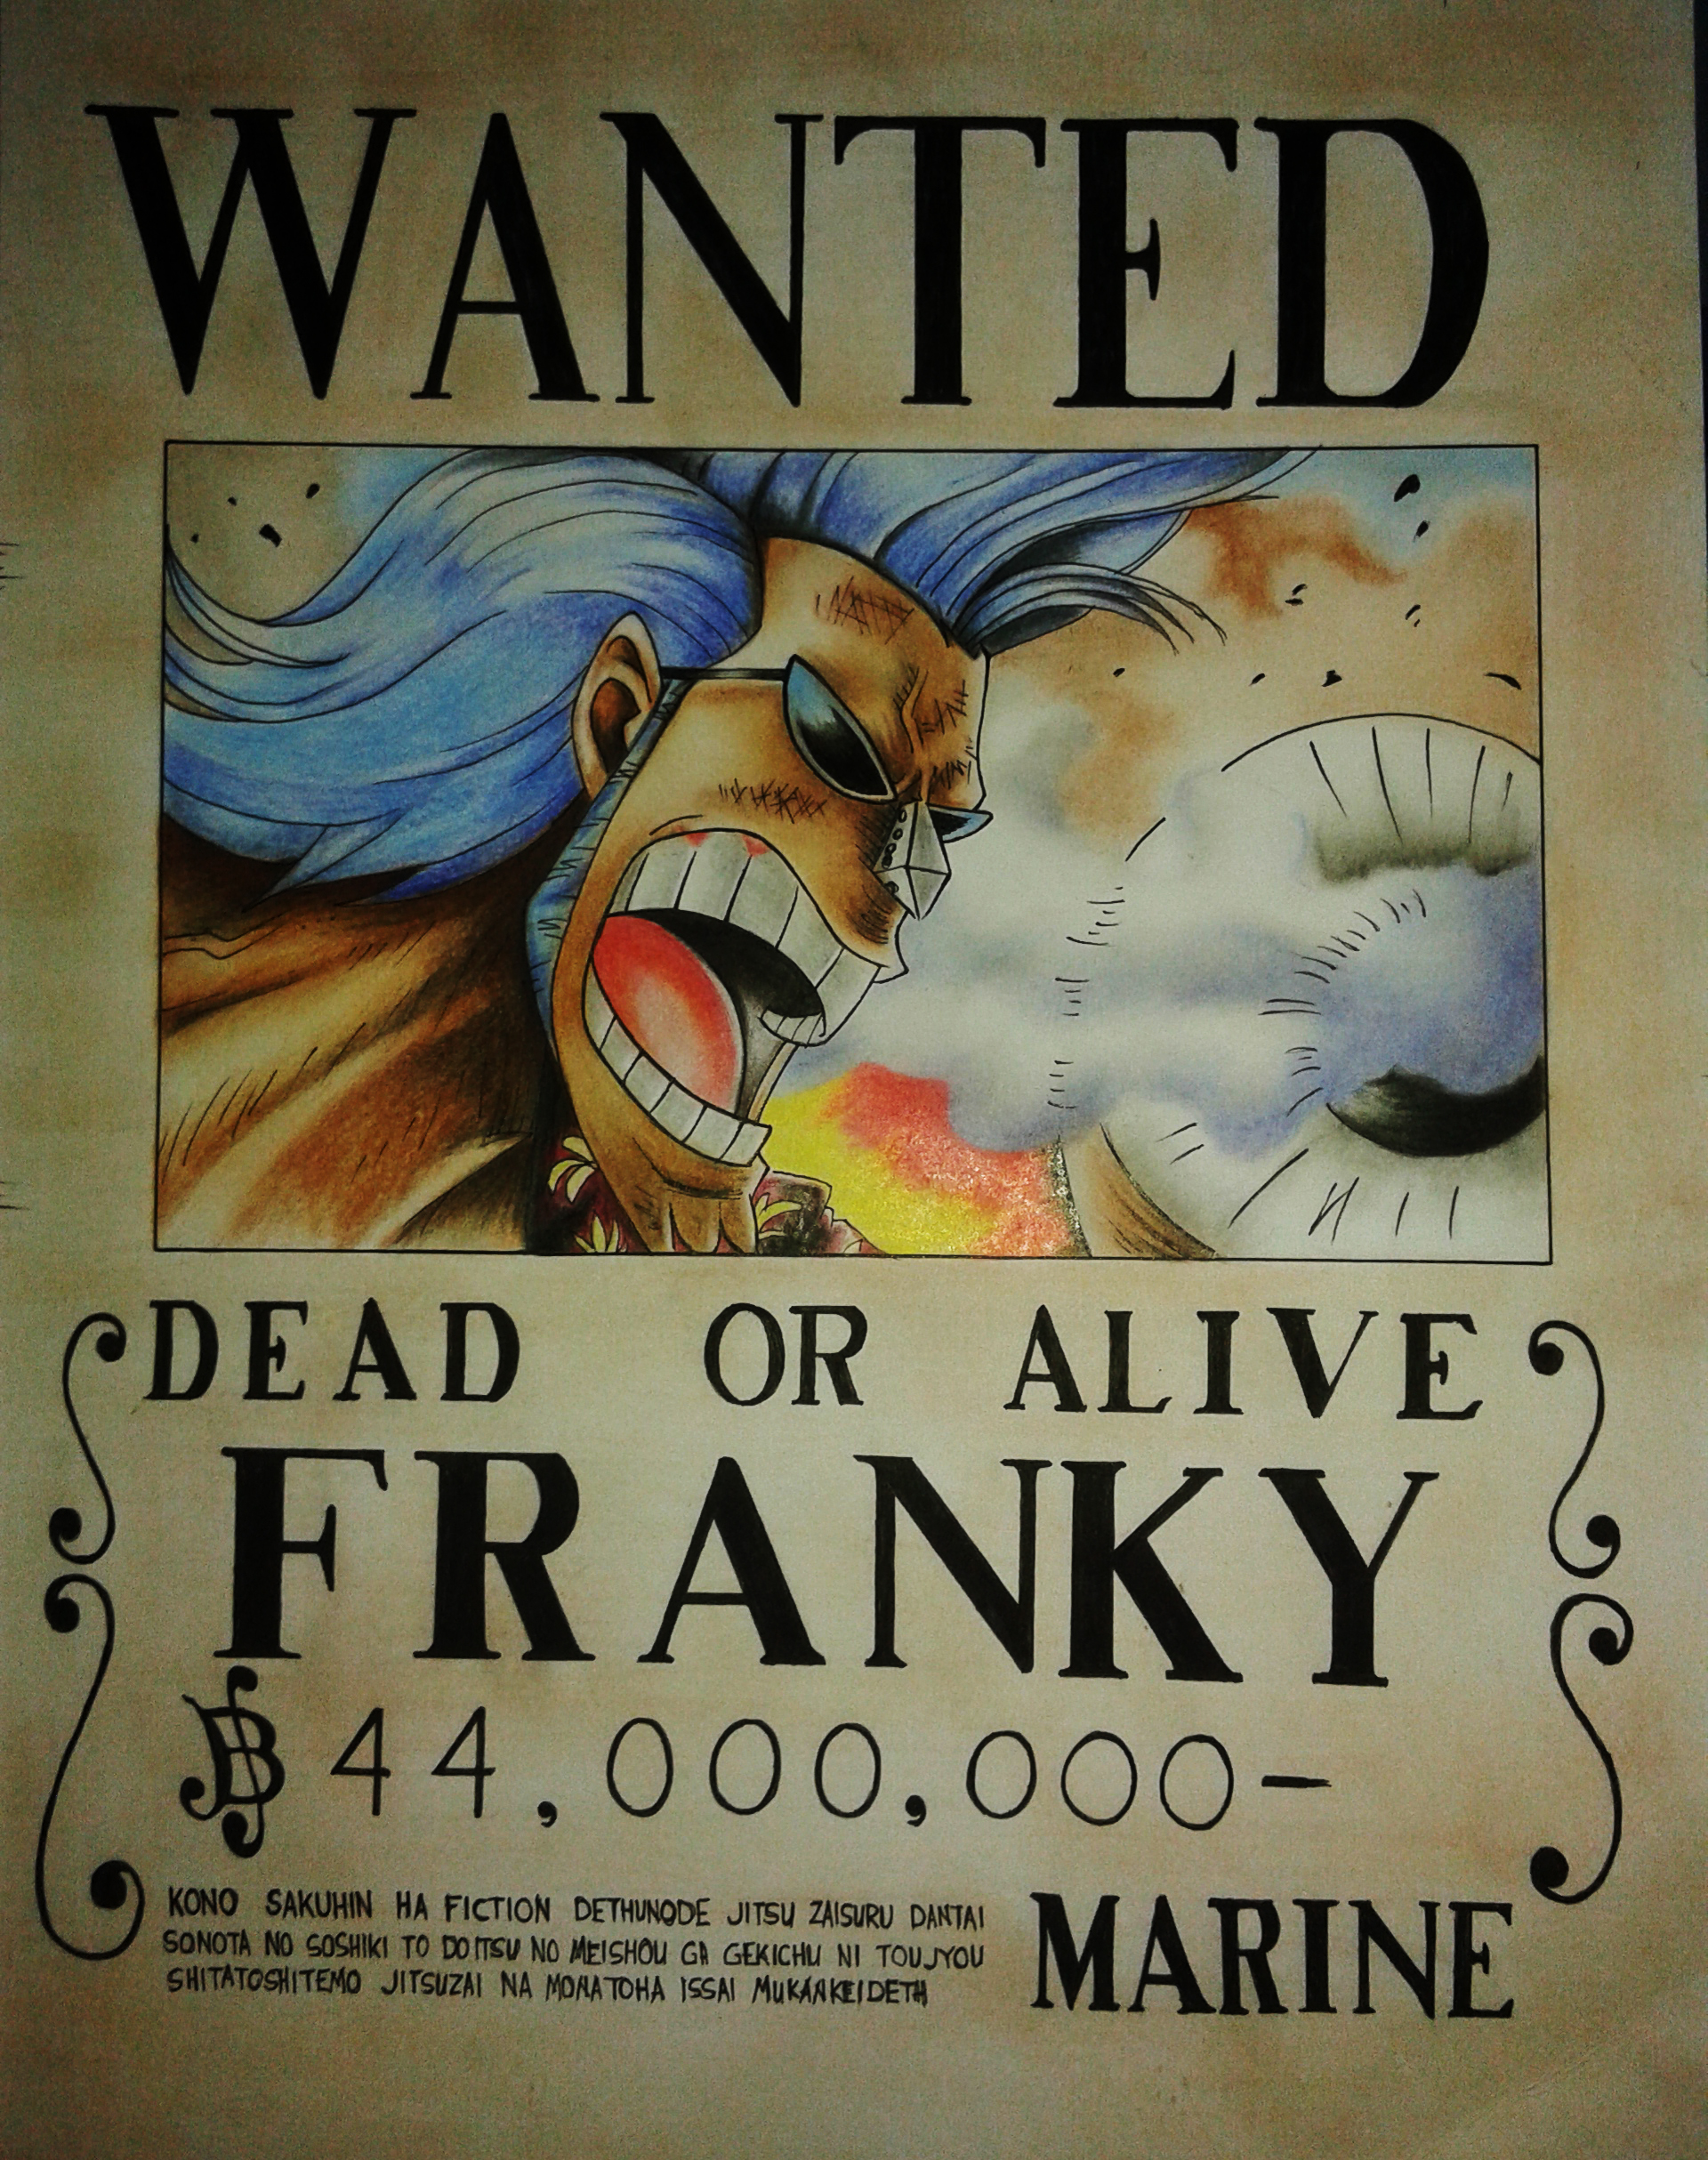 WANTED
DEAD OR ALIVE
FRANKY
฿ 44,000,000-
KONO SAKUHIN HA FICTION DETHUNODE JITSU ZAISURU DANTAI
SONOTA NO SOSHIKI TO DOITSU NO MEISHOU GA GEKICHU NI TOUJYOU
SHITATOSHITEMO JITSUZAI NA MONATOHA ISSAI MUKANKEIDETH
MARINE